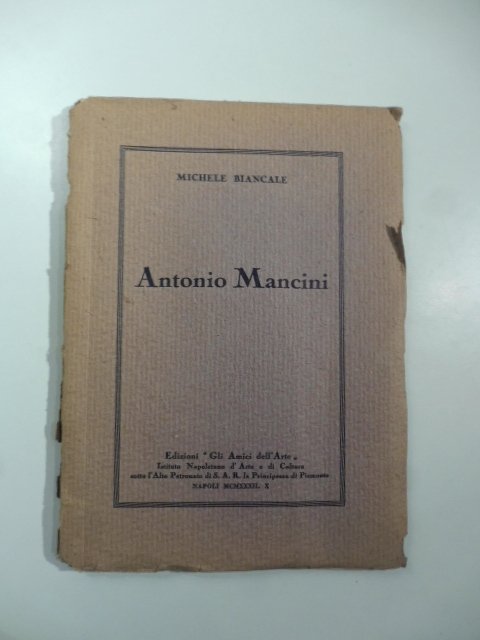 MICHELE BIANCALE
Antonio Mancini
Edizioni " Gli Amici dell'Arte „
Istituto Napoletano d'Arte e di Coltura
sotto l'Alto Patronato di S. A. R. la Principessa di Piemonte
NAPOLI MCMXXXII. X